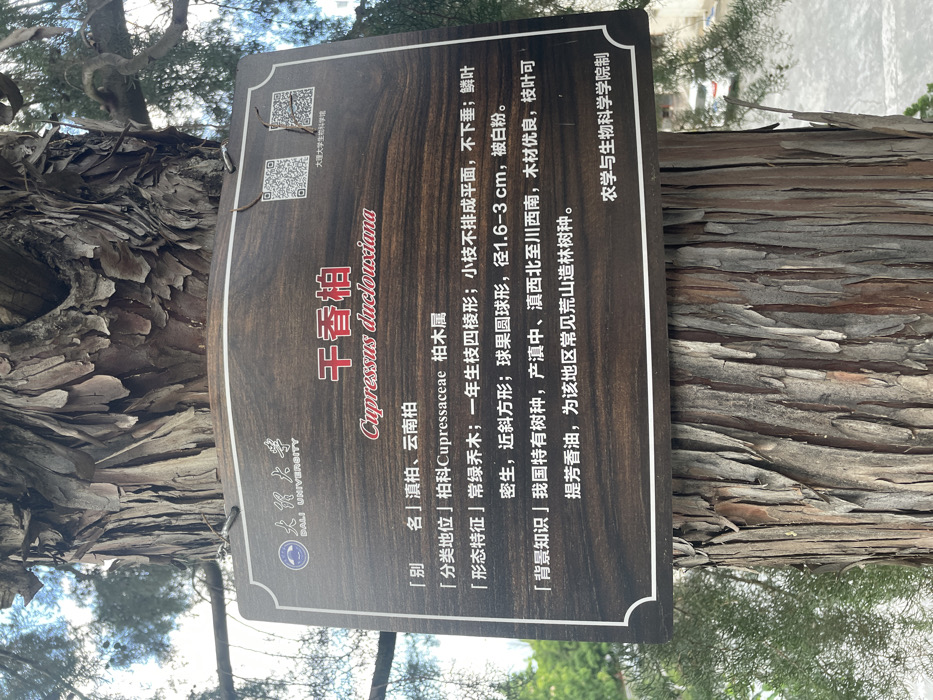 大理大学
DALI UNIVERSITY
干香柏
Cupressus duclouxiana
「别 名」滇柏、云南柏
「分类地位」柏科Cupressaceae 柏木属
「形态特征」常绿乔木；一年生枝四棱形；小枝不排成平面，不下垂；鳞叶
密生，近斜方形；球果圆球形，径1.6-3 cm，被白粉。
「背景知识」我国特有树种，产滇中、滇西北至川西南，木材优良，枝叶可
提芳香油，为该地区常见荒山造林树种。
农学与生物科学学院制